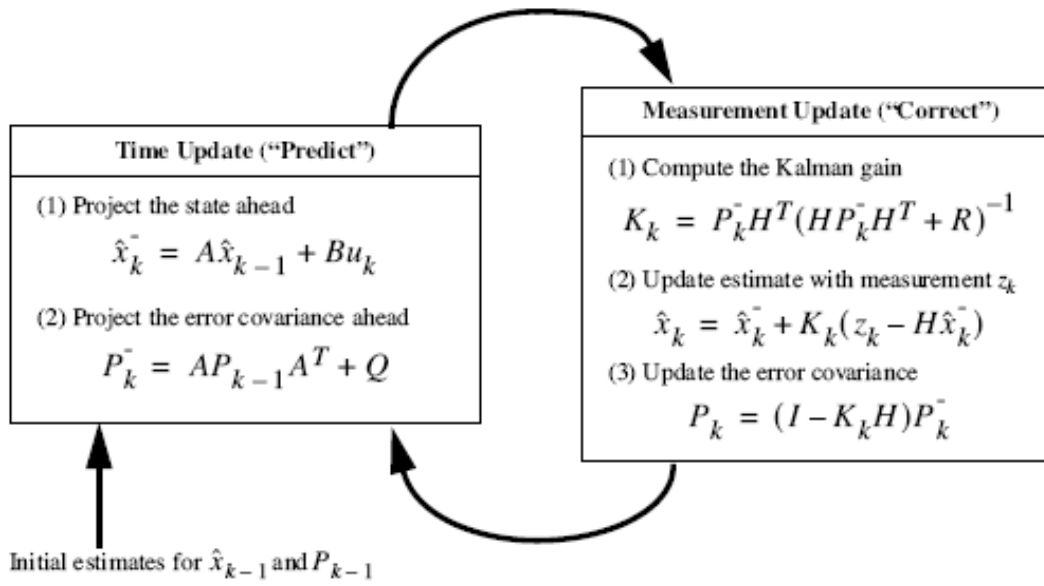 Time Update (“Predict”)
(1) Project the state ahead
x̂⁻ₖ = Ax̂ₖ₋₁ + Buₖ
(2) Project the error covariance ahead
P⁻ₖ = APₖ₋₁Aᵀ + Q
Measurement Update (“Correct”)
(1) Compute the Kalman gain
Kₖ = P⁻ₖHᵀ(HP⁻ₖHᵀ + R)⁻¹
(2) Update estimate with measurement zₖ
x̂ₖ = x̂⁻ₖ + Kₖ(zₖ – Hx̂⁻ₖ)
(3) Update the error covariance
Pₖ = (I – KₖH)P⁻ₖ
Initial estimates for x̂ₖ₋₁ and Pₖ₋₁